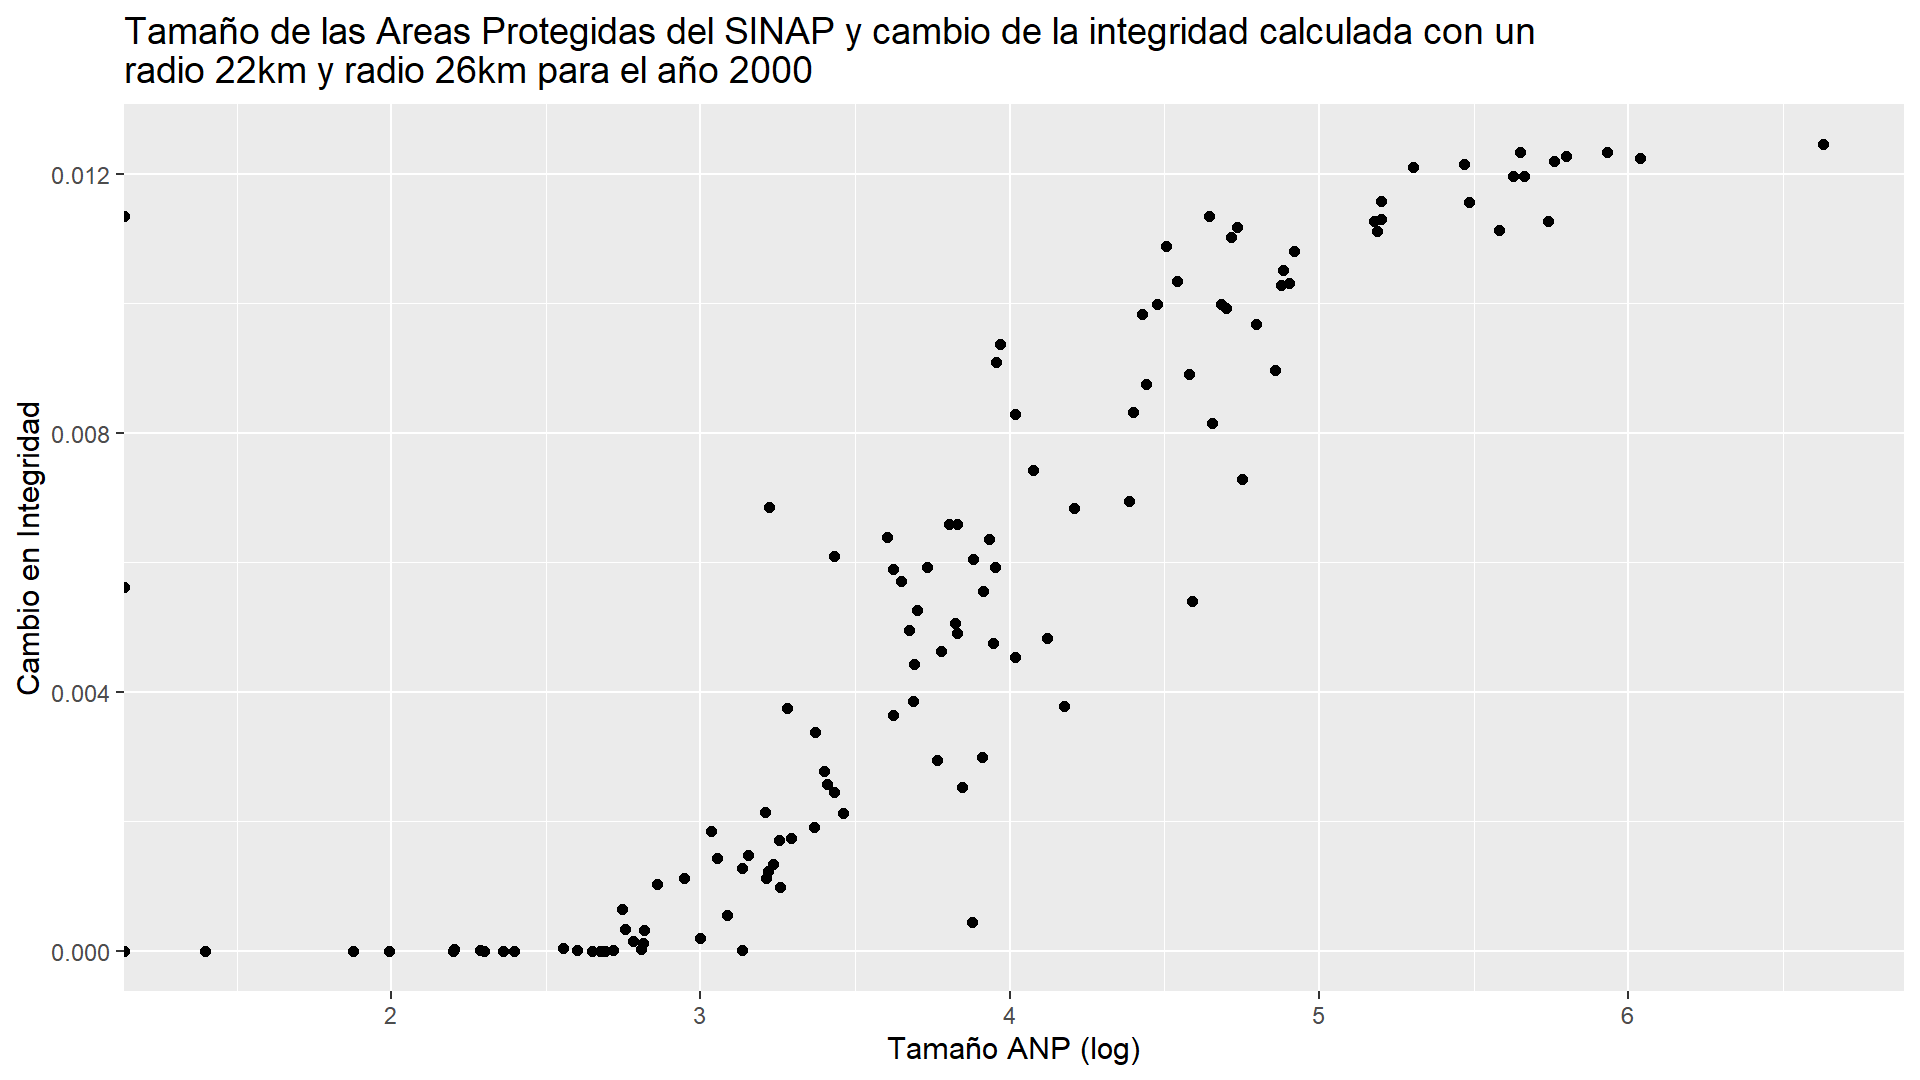 Tamaño de las Areas Protegidas del SINAP y cambio de la integridad calculada con un
radio 22km y radio 26km para el año 2000
Cambio en Integridad
0.012
0.008
0.004
0.000
2 3 4 5 6
Tamaño ANP (log)